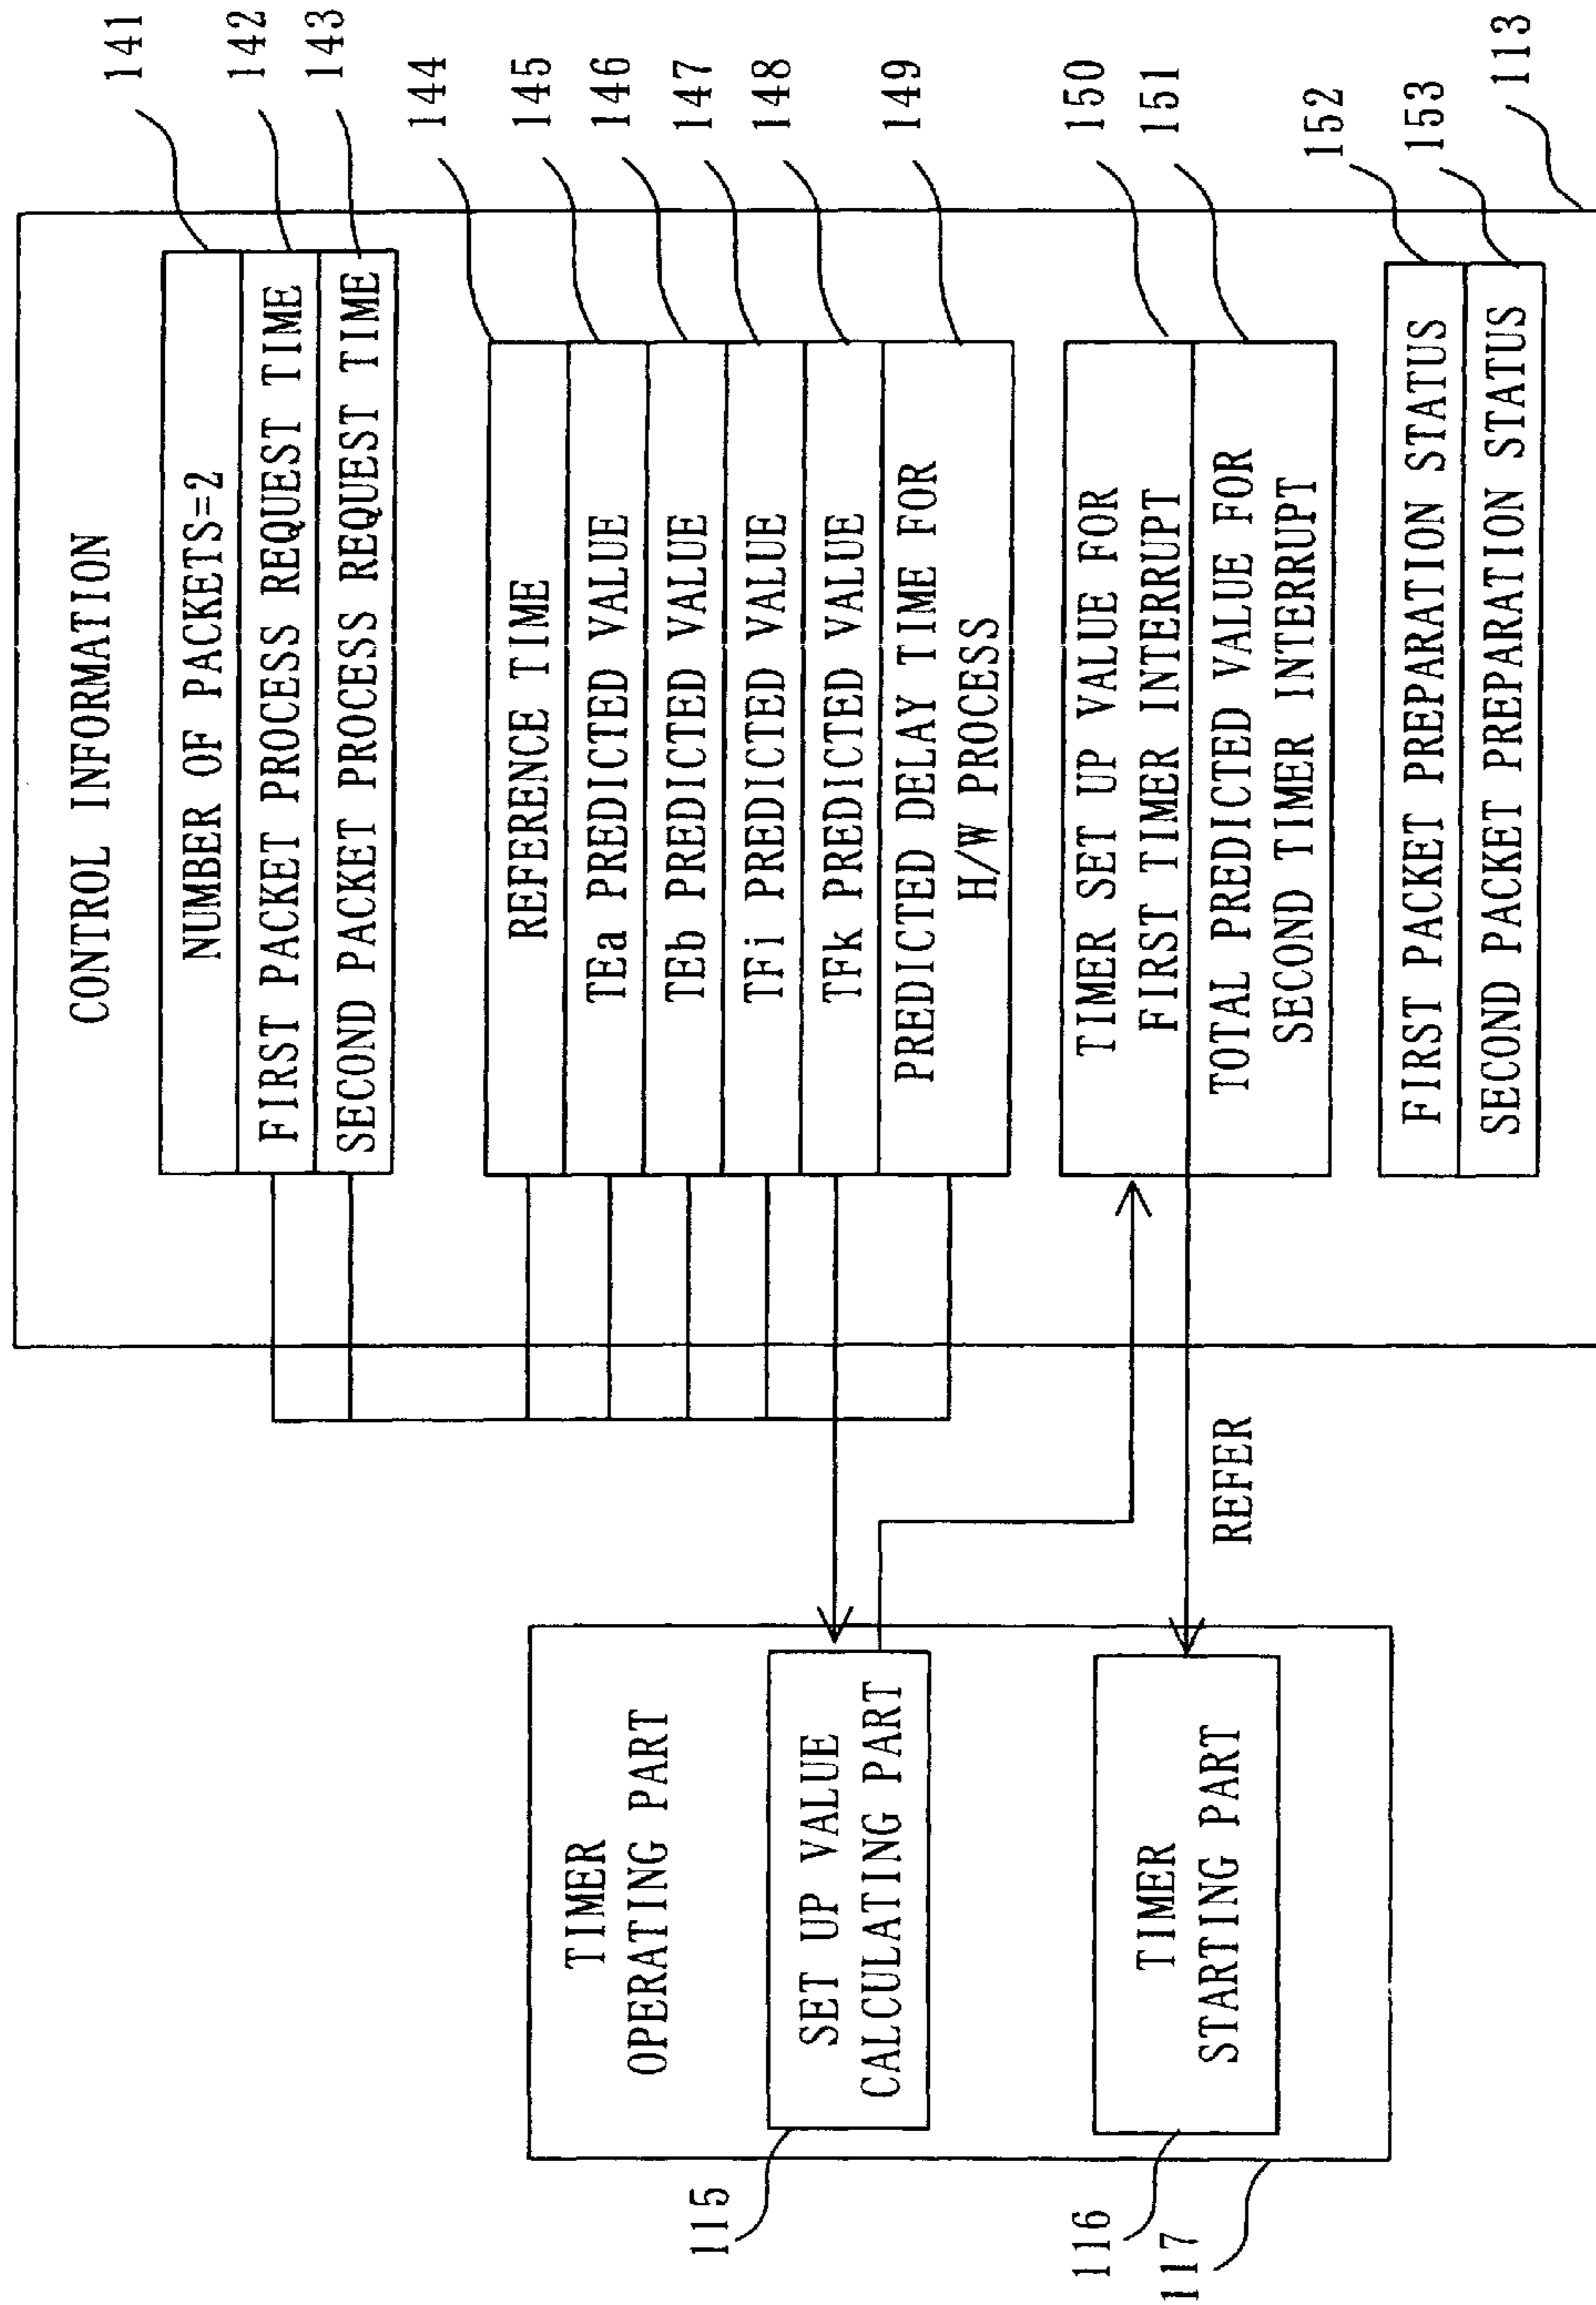 CONTROL INFORMATION
NUMBER OF PACKETS=2
FIRST PACKET PROCESS REQUEST TIME
SECOND PACKET PROCESS REQUEST TIME
REFERENCE TIME
TEa PREDICTED VALUE
TEb PREDICTED VALUE
TFi PREDICTED VALUE
TFk PREDICTED VALUE
PREDICTED DELAY TIME FOR
H/W PROCESS
TIMER SET UP VALUE FOR
FIRST TIMER INTERRUPT
TOTAL PREDICTED VALUE FOR
SECOND TIMER INTERRUPT
FIRST PACKET PREPARATION STATUS
SECOND PACKET PREPARATION STATUS
141
142
143
144
145
146
147
148
149
150
151
152
153
113
REFER
TIMER
OPERATING PART
SET UP VALUE
CALCULATING PART
TIMER
STARTING PART
115
116
117